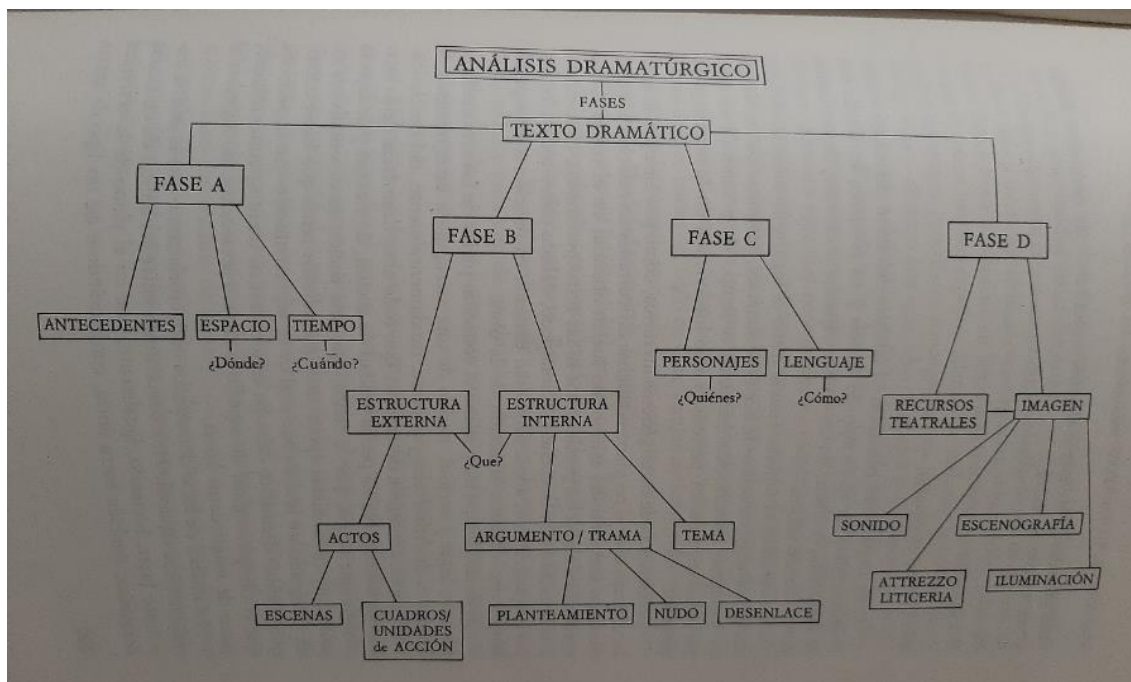 ANÁLISIS DRAMATÚRGICO
FASES
TEXTO DRAMÁTICO
FASE A
FASE B
FASE C
FASE D
ANTECEDENTES
ESPACIO
TIEMPO
¿Dónde?
¿Cuándo?
PERSONAJES
LENGUAJE
¿Quiénes?
¿Cómo?
ESTRUCTURA
EXTERNA
ESTRUCTURA
INTERNA
¿Que?
RECURSOS
TEATRALES
IMAGEN
ACTOS
ARGUMENTO / TRAMA
TEMA
SONIDO
ESCENOGRAFÍA
ATTREZZO
LITICERIA
ILUMINACIÓN
ESCENAS
CUADROS/
UNIDADES
de ACCIÓN
PLANTEAMIENTO
NUDO
DESENLACE